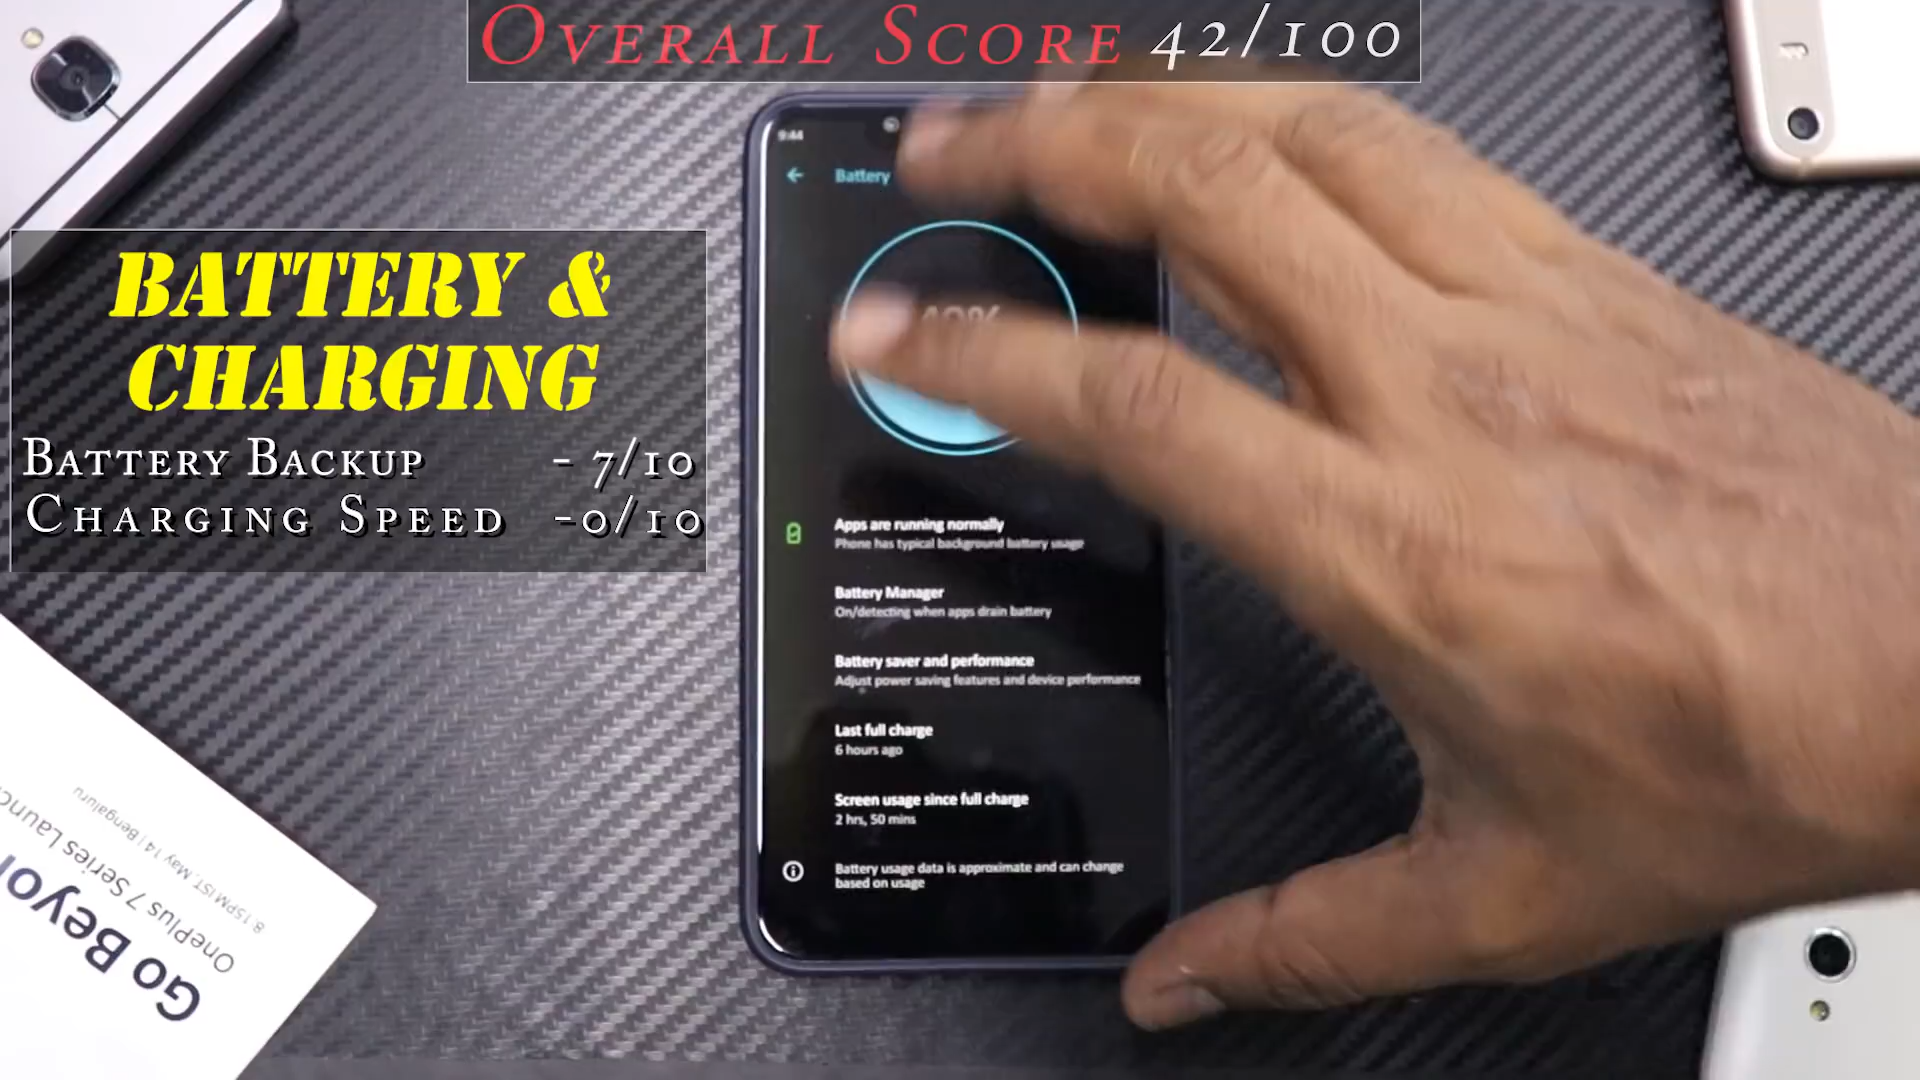 OVERALL SCORE 42/100
BATTERY &
CHARGING
BATTERY BACKUP - 7/10
CHARGING SPEED -0/10
9:44
Battery
Apps are running normally
Phone has typical background battery usage
Battery Manager
On/detecting when apps drain battery
Battery saver and performance
Adjust power saving features and device performance
Last full charge
6 hours ago
Screen usage since full charge
2 hrs, 50 mins
Battery usage data is approximate and can change
based on usage
Go
OnePlus 7 Series
8:15PM IST, May 14 | Bengaluru